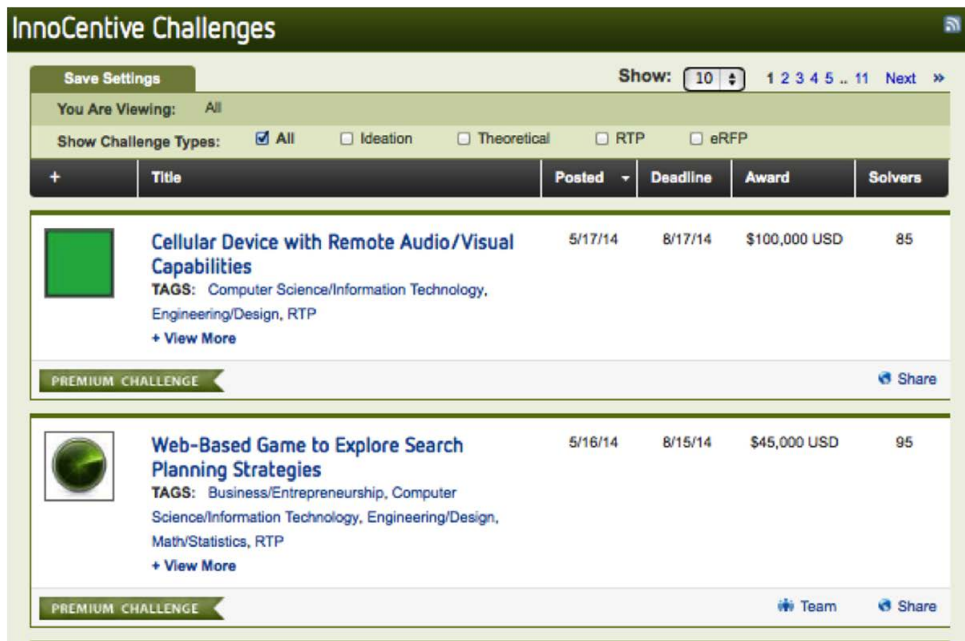 InnoCentive Challenges
Save Settings
Show: 10 1 2 3 4 5 .. 11 Next »
You Are Viewing: All
Show Challenge Types: All Ideation Theoretical RTP eRFP
+ Title Posted Deadline Award Solvers
Cellular Device with Remote Audio/Visual 5/17/14 8/17/14 $100,000 USD 85
Capabilities
TAGS: Computer Science/Information Technology,
Engineering/Design, RTP
+ View More
PREMIUM CHALLENGE Share
Web-Based Game to Explore Search 5/16/14 8/15/14 $45,000 USD 95
Planning Strategies
TAGS: Business/Entrepreneurship, Computer
Science/Information Technology, Engineering/Design,
Math/Statistics, RTP
+ View More
PREMIUM CHALLENGE Team Share